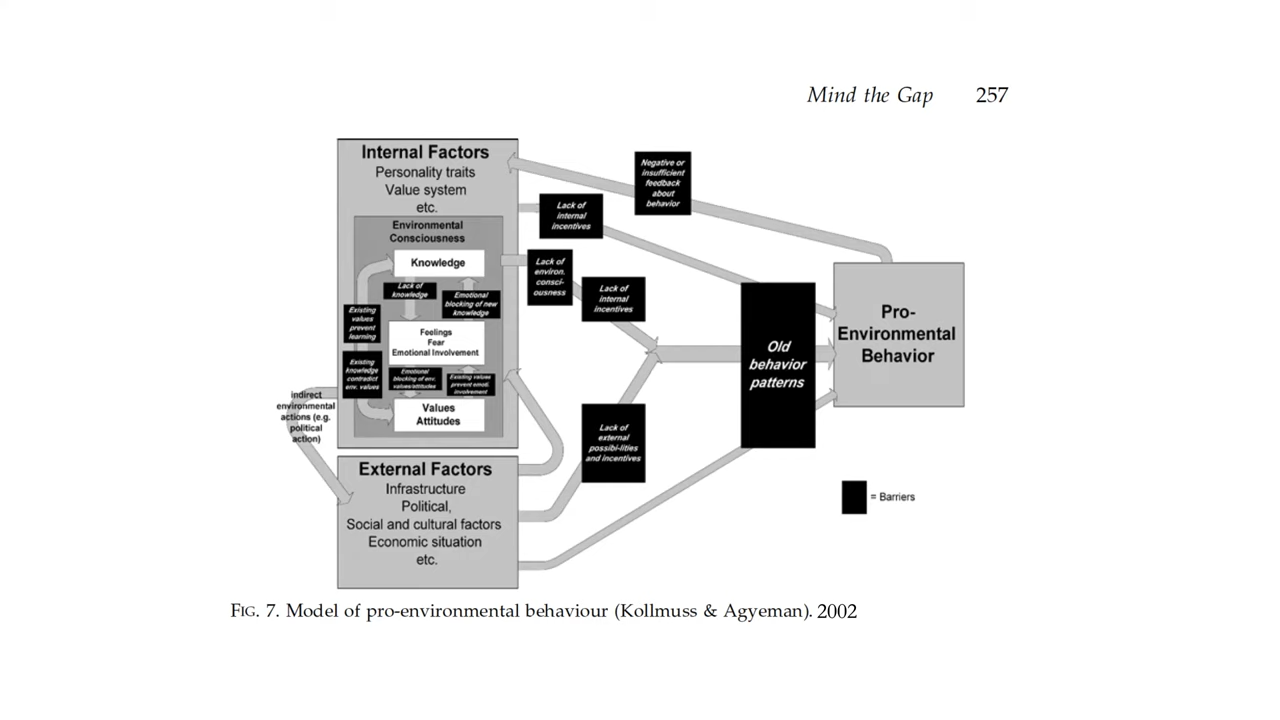 Mind the Gap 257
Internal Factors
Personality traits
Value system
etc.
Environmental
Consciousness
Knowledge
Lack of
knowledge
Emotional
blocking of new
knowledge
Existing
values
prevent
learning
Feelings
Fear
Emotional Involvement
Existing
knowledge
contradict
env. values
Emotional
blocking of env.
values/attitudes
Existing values
prevent emot.
involvement
Values
Attitudes
indirect
environmental
actions (e.g.
political
action)
External Factors
Infrastructure
Political,
Social and cultural factors
Economic situation
etc.
Negative or
insufficient
feedback
about
behavior
Lack of
internal
incentives
Lack of
environ.
consci-
ousness
Lack of
internal
incentives
Lack of
external
possibi-lities
and incentives
Old
behavior
patterns
Pro-
Environmental
Behavior
= Barriers
FIG. 7. Model of pro-environmental behaviour (Kollmuss & Agyeman). 2002